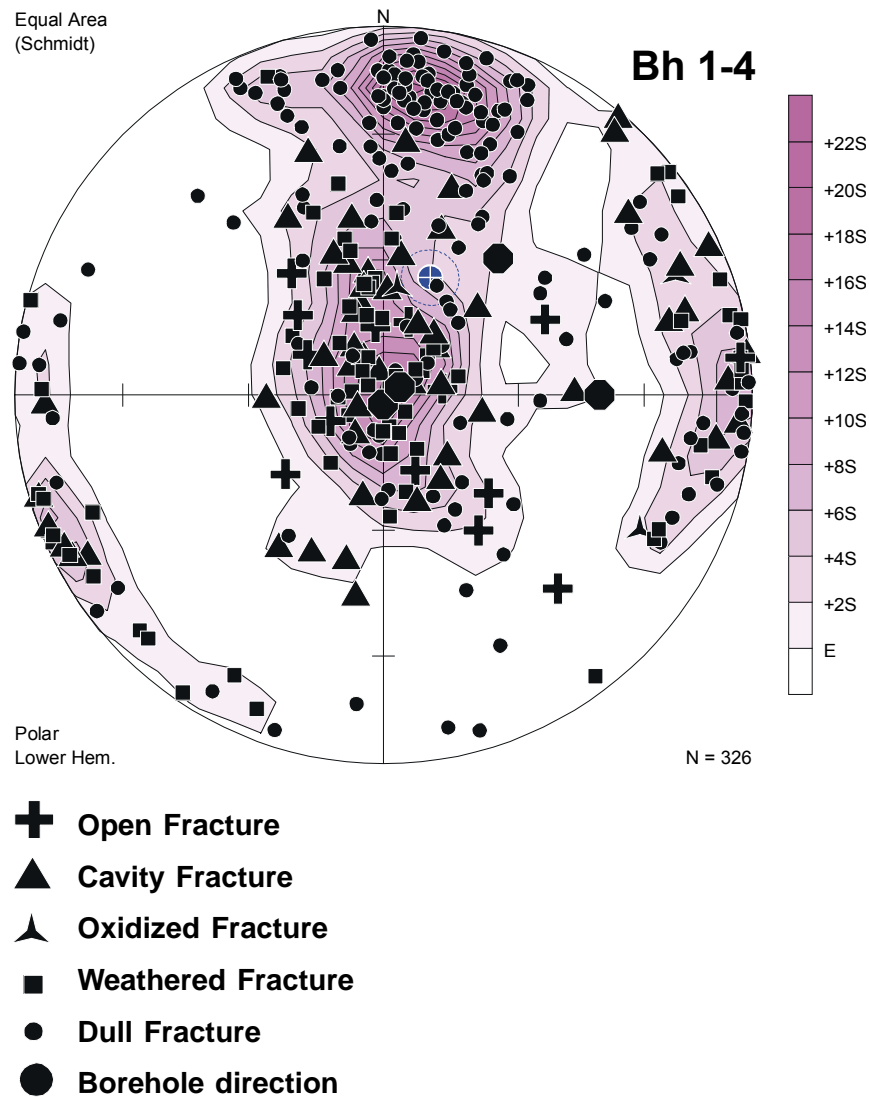 Equal Area
(Schmidt)
N
Bh 1-4
+22S
+20S
+18S
+16S
+14S
+12S
+10S
+8S
+6S
+4S
+2S
E
Polar
Lower Hem.
N = 326
Open Fracture
Cavity Fracture
Oxidized Fracture
Weathered Fracture
Dull Fracture
Borehole direction